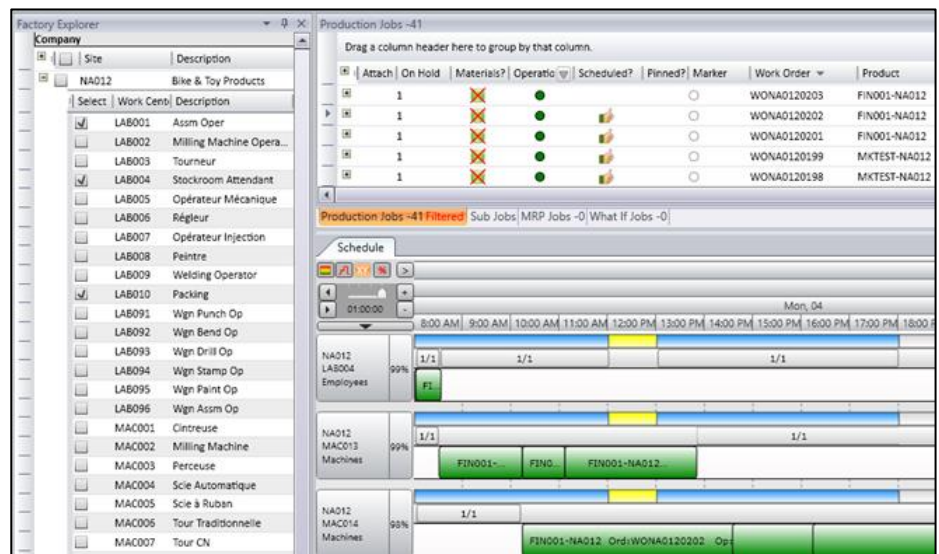 Factory Explorer
Company
Site Description
NA012 Bike & Toy Products
Select Work Cent Description
LAB001 Assm Oper
LAB002 Milling Machine Opera...
LAB003 Tourneur
LAB004 Stockroom Attendant
LAB005 Opérateur Mécanique
LAB006 Régleur
LAB007 Opérateur Injection
LAB008 Peintre
LAB009 Welding Operator
LAB010 Packing
LAB091 Wgn Punch Op
LAB092 Wgn Bend Op
LAB093 Wgn Drill Op
LAB094 Wgn Stamp Op
LAB095 Wgn Paint Op
LAB096 Wgn Assm Op
MAC001 Cintreuse
MAC002 Milling Machine
MAC003 Perceuse
MAC004 Scie Automatique
MAC005 Scie à Ruban
MAC006 Tour Traditionnelle
MAC007 Tour CN
Production Jobs -41
Drag a column header here to group by that column.
Attach On Hold Materials? Operatio Scheduled? Pinned? Marker Work Order Product
1 WONA0120203 FIN001-NA012
1 WONA0120202 FIN001-NA012
1 WONA0120201 FIN001-NA012
1 WONA0120199 MKTEST-NA012
1 WONA0120198 MKTEST-NA012
Production Jobs -41 Filtered Sub Jobs MRP Jobs -0 What If Jobs -0
Schedule
01:00:00
Mon, 04
8:00 AM 9:00 AM 10:00 AM 11:00 AM 12:00 PM 13:00 PM 14:00 PM 15:00 PM 16:00 PM 17:00 PM 18:00 P
NA012
LAB004
Employees
99%
1/1 1/1 1/1
FI
NA012
MAC013
Machines
99%
1/1 1/1
FIN001-... FIN0... FIN001-NA012...
NA012
MAC014
Machines
98%
1/1
FIN001-NA012 Ord:WONA0120202 Op: